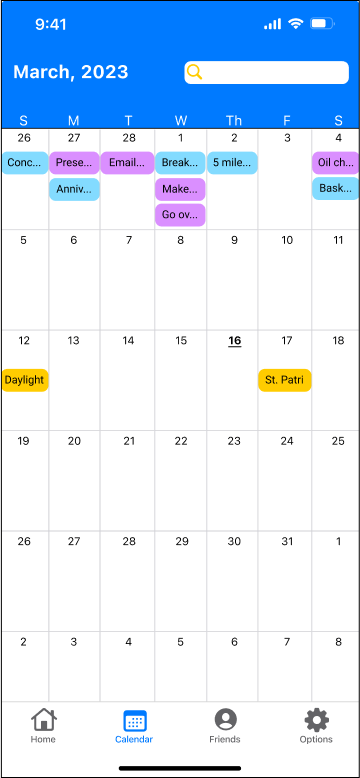 9:41
March, 2023
S M T W Th F S
26 27 28 1 2 3 4
Conc... Prese... Email... Break... 5 mile... Oil ch...
Anniv... Make... Bask...
Go ov...
5 6 7 8 9 10 11
12 13 14 15 16 17 18
Daylight St. Patri
19 20 21 22 23 24 25
26 27 28 29 30 31 1
2 3 4 5 6 7 8
Home Calendar Friends Options